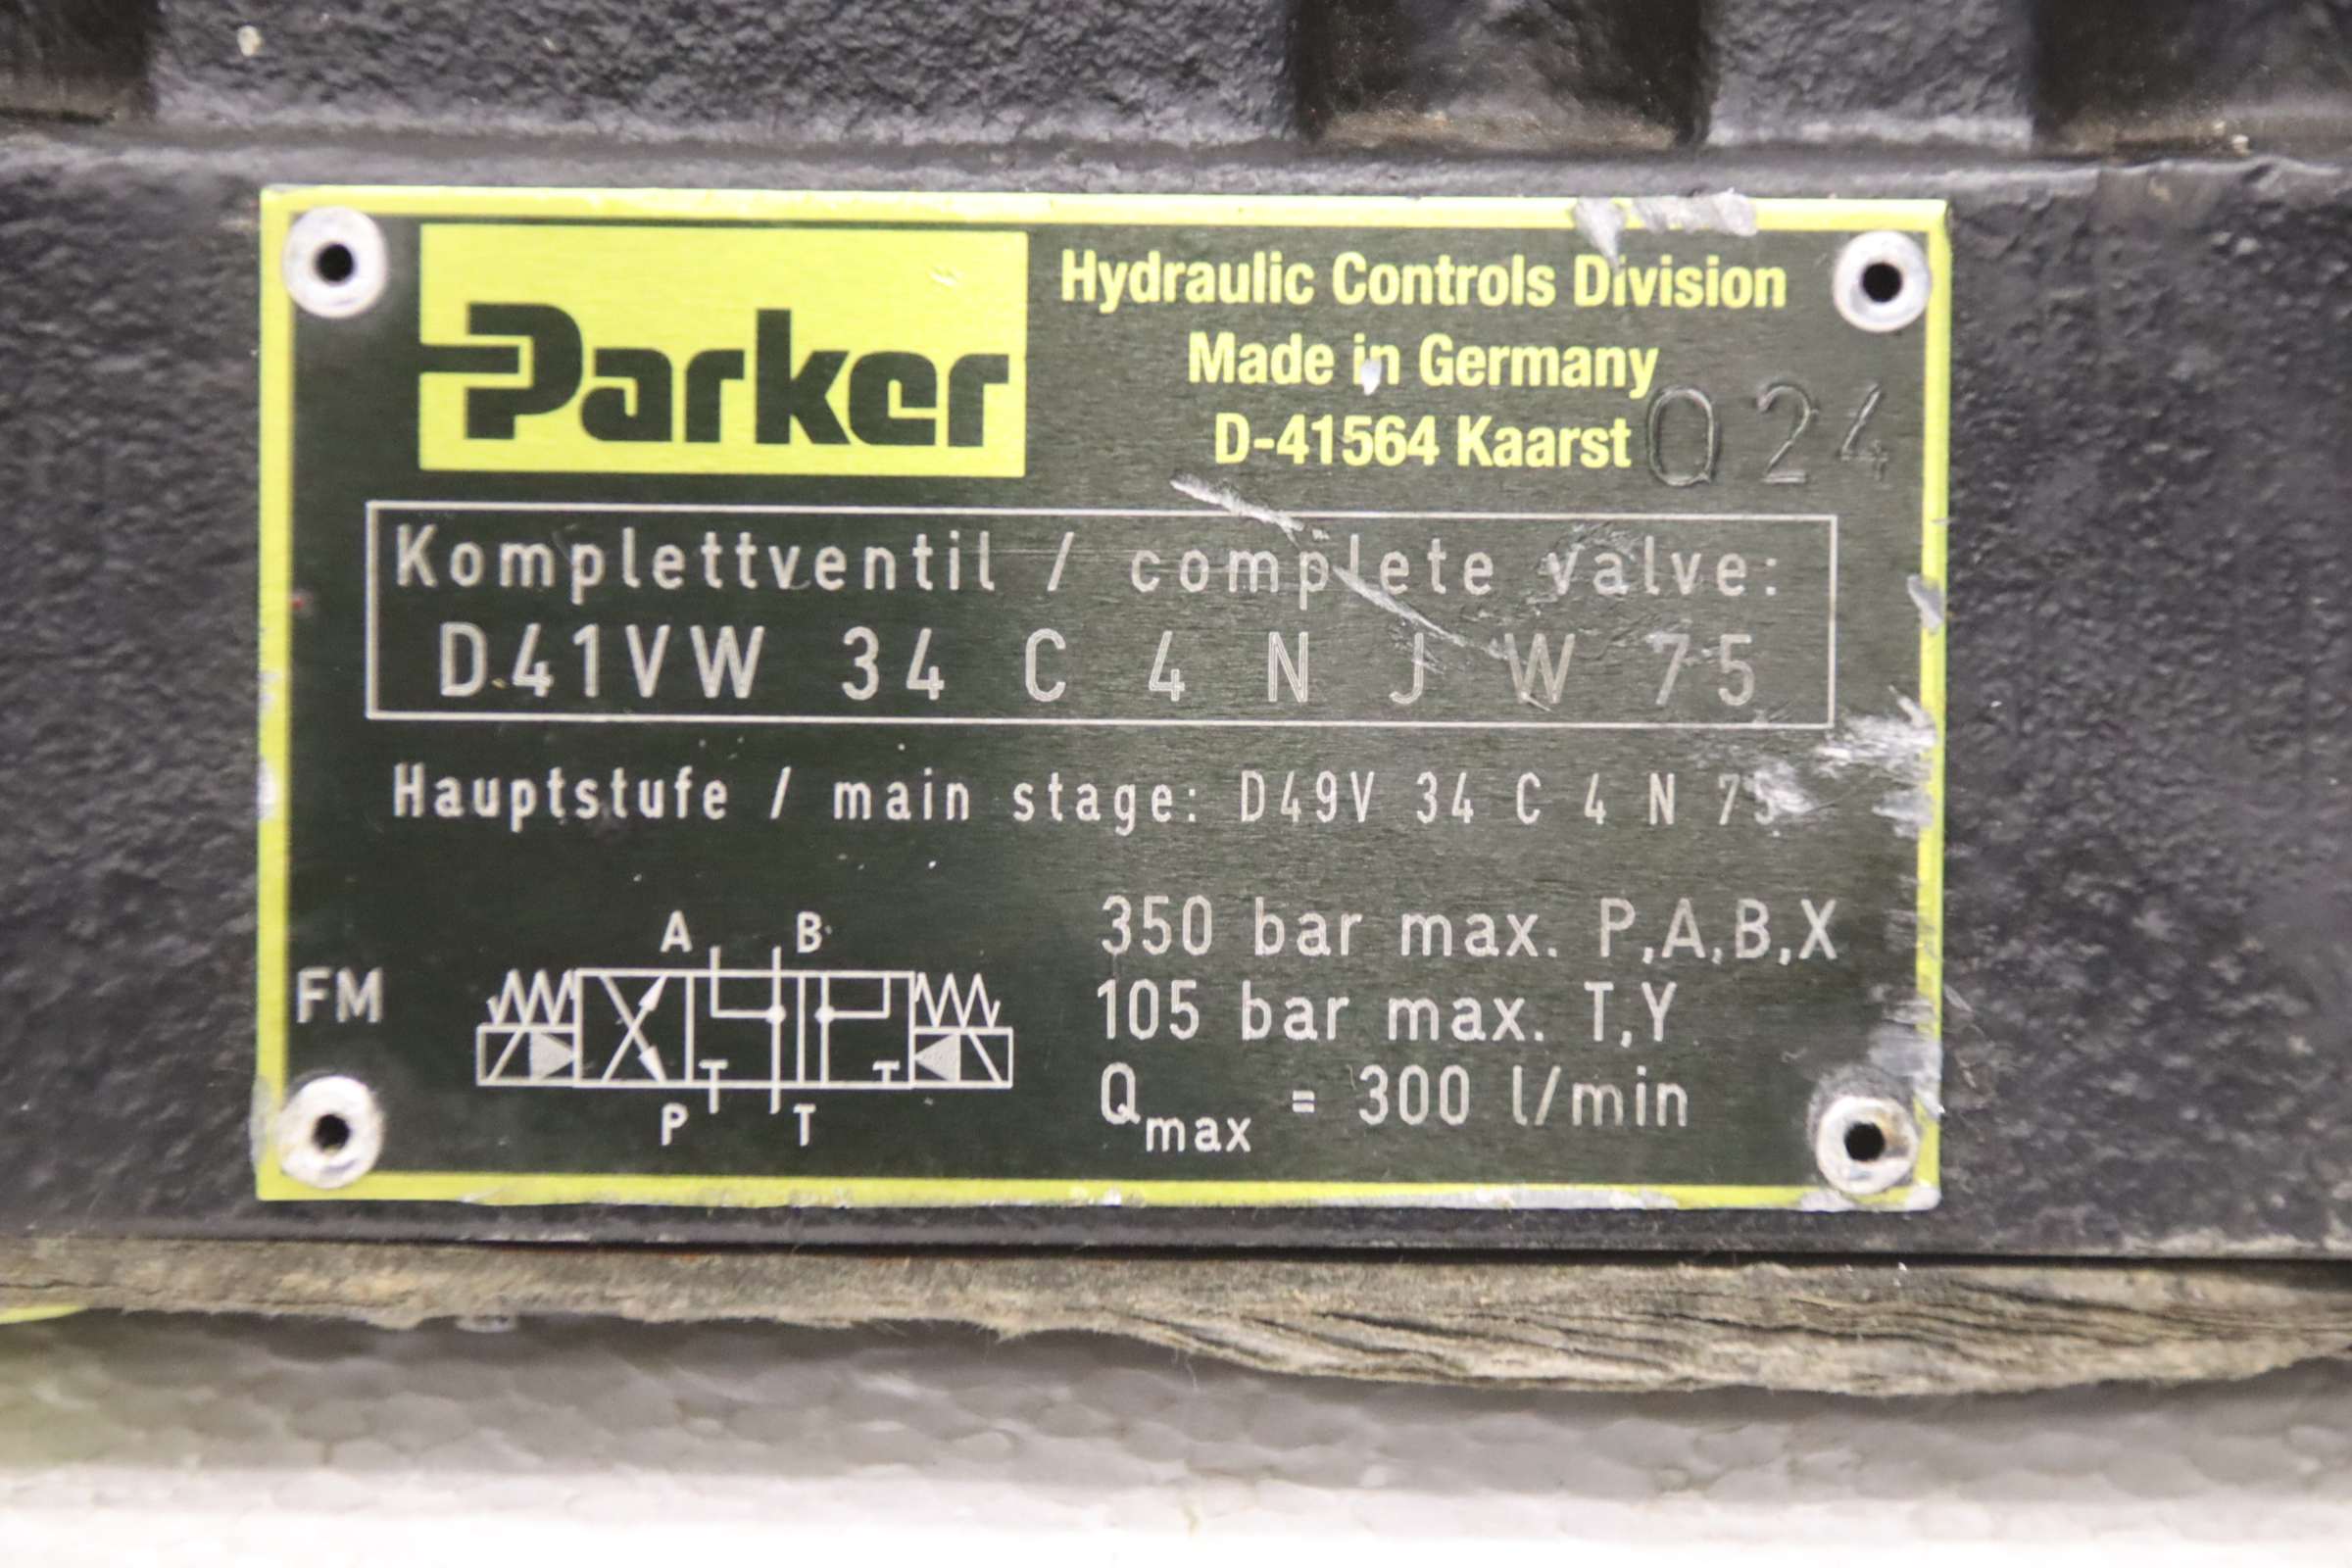 Parker
Hydraulic Controls Division
Made in Germany
D-41564 Kaarst
Q24
Komplettventil / complete valve:
D41VW 34 C 4 N J W 75
Hauptstufe / main stage: D49V 34 C 4 N 75
A B
FM
P T
350 bar max. P,A,B,X
105 bar max. T,Y
Qmax = 300 l/min